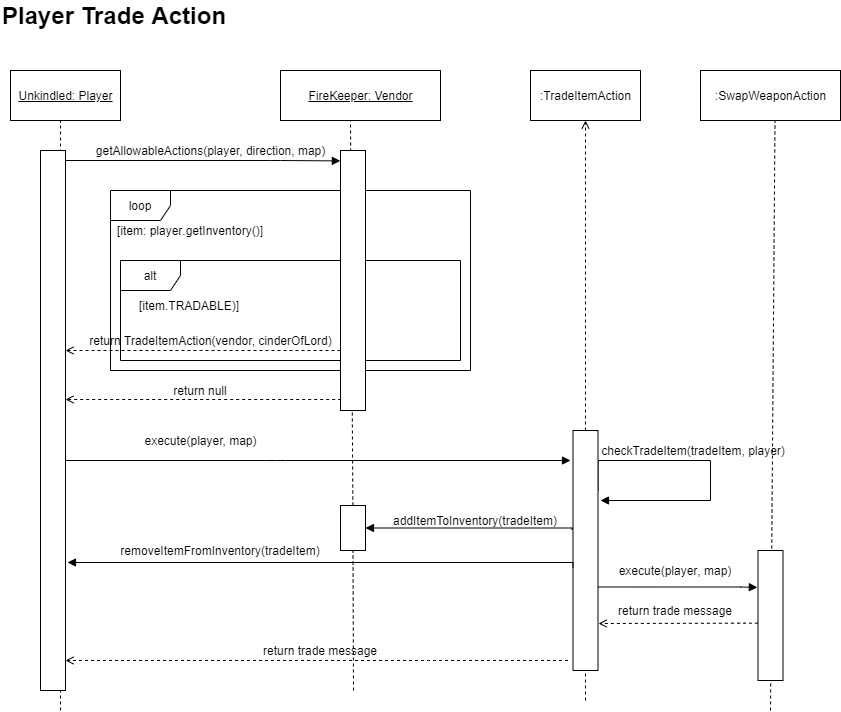 Player Trade Action
Unkindled: Player
FireKeeper: Vendor
:TradeItemAction
:SwapWeaponAction
getAllowableActions(player, direction, map)
loop
[item: player.getInventory()]
alt
[item.TRADABLE)]
return TradeItemAction(vendor, cinderOfLord)
return null
execute(player, map)
checkTradeItem(tradeItem, player)
addItemToInventory(tradeItem)
removeItemFromInventory(tradeItem)
execute(player, map)
return trade message
return trade message